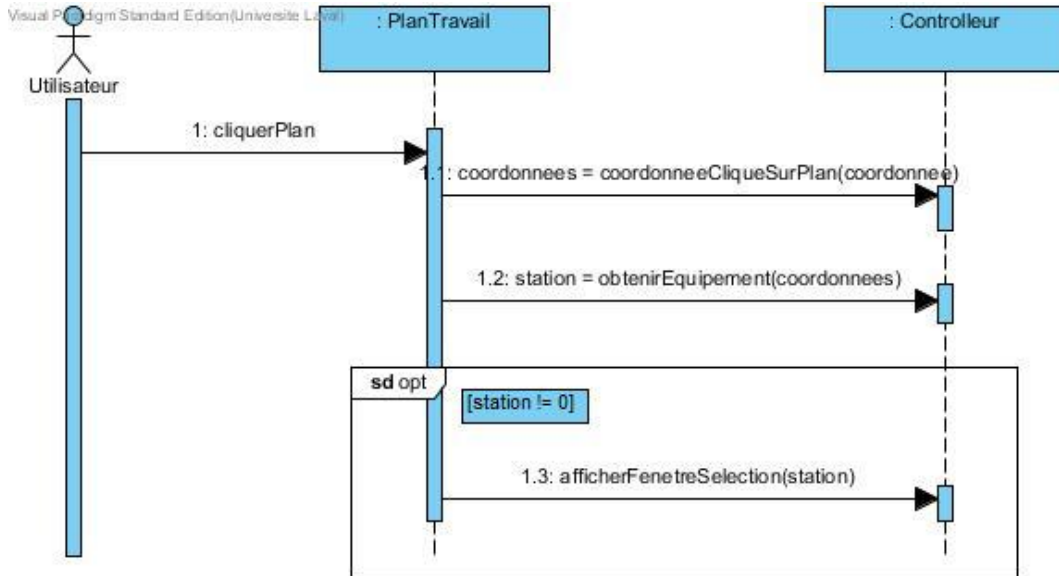 Visual Paradigm Standard Edition(Universite Laval)
: PlanTravail
: Controlleur
Utilisateur
1: cliquerPlan
1.1: coordonnees = coordonneeCliqueSurPlan(coordonnee)
1.2: station = obtenirEquipement(coordonnees)
sd opt
[station != 0]
1.3: afficherFenetreSelection(station)